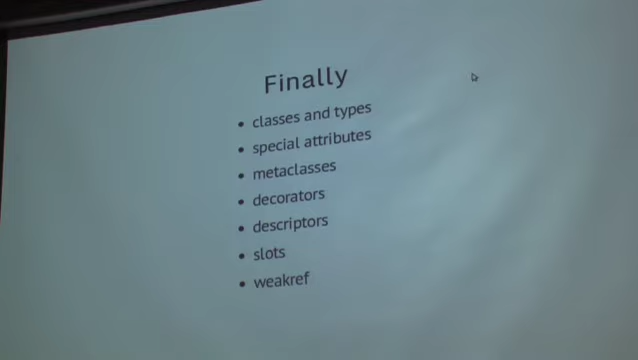 Finally
• classes and types
• special attributes
• metaclasses
• decorators
• descriptors
• slots
• weakref